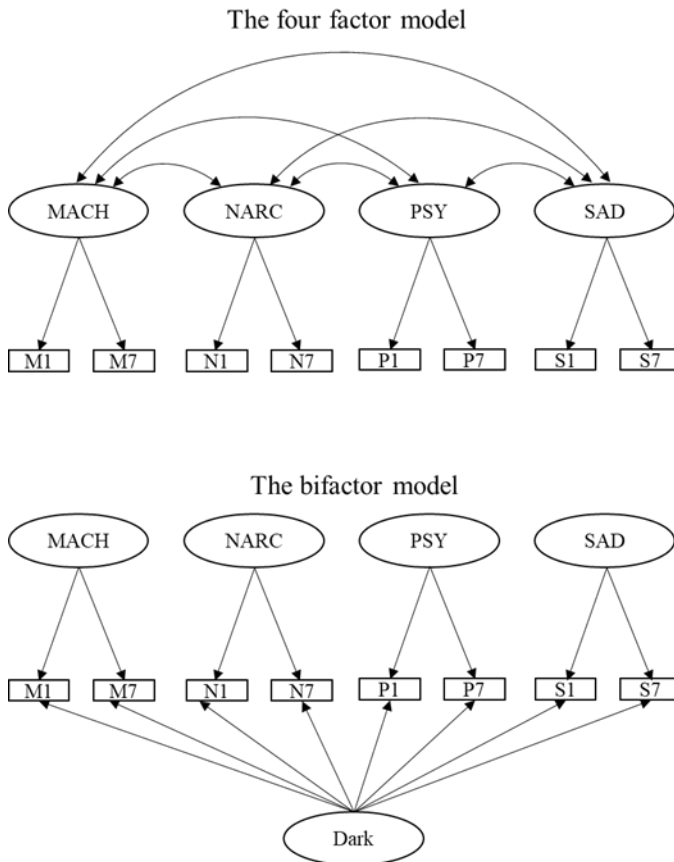 The four factor model
MACH NARC PSY SAD
M1 M7 N1 N7 P1 P7 S1 S7
The bifactor model
MACH NARC PSY SAD
M1 M7 N1 N7 P1 P7 S1 S7
Dark